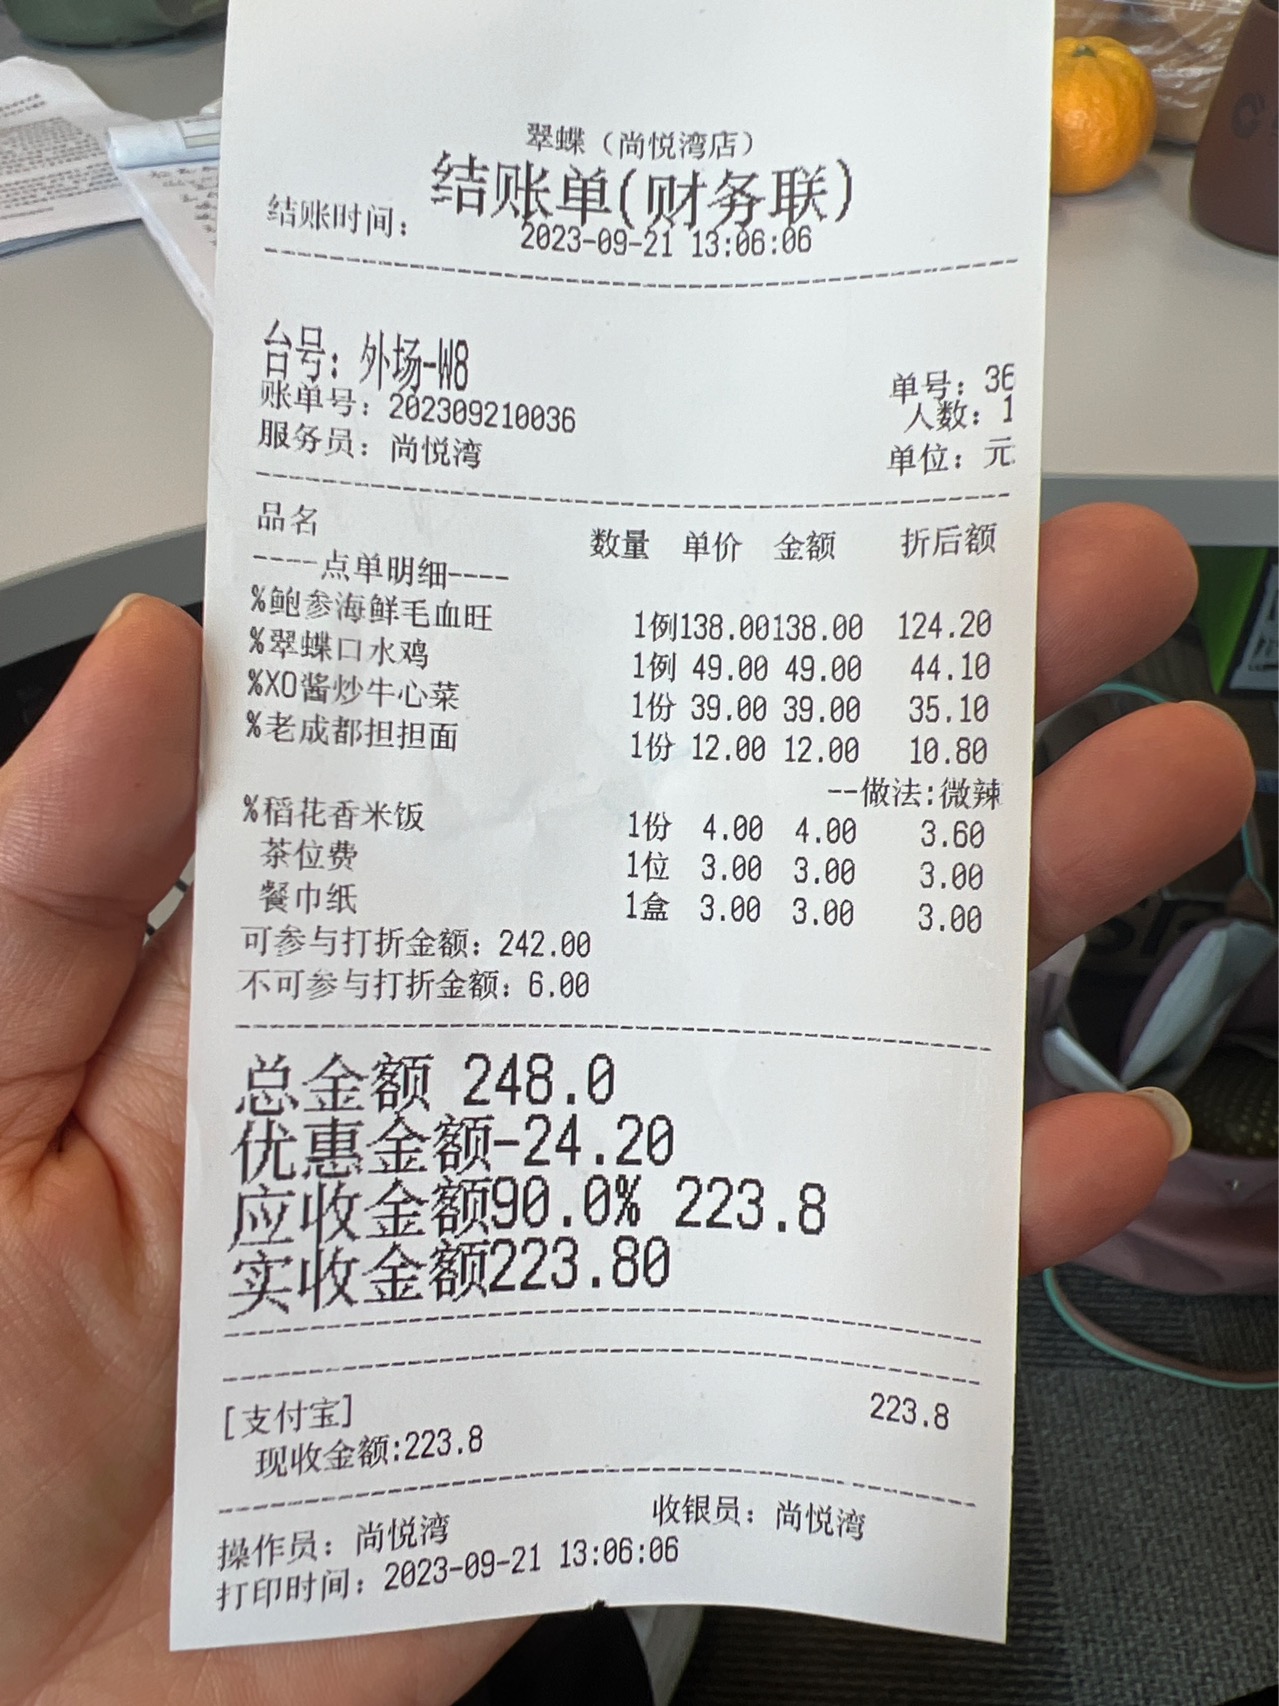 翠蝶（尚悦湾店）
结账单(财务联)
结账时间： 2023-09-21 13:06:06
台号：外场-W8
单号：36
账单号：202309210036 人数：1
服务员：尚悦湾 单位：元
品名 数量 单价 金额 折后额
----点单明细----
%鲍参海鲜毛血旺 1例138.00138.00 124.20
%翠蝶口水鸡 1例 49.00 49.00 44.10
%XO酱炒牛心菜 1份 39.00 39.00 35.10
%老成都担担面 1份 12.00 12.00 10.80
--做法:微辣
%稻花香米饭 1份 4.00 4.00 3.60
茶位费 1位 3.00 3.00 3.00
餐巾纸 1盒 3.00 3.00 3.00
可参与打折金额：242.00
不可参与打折金额：6.00
总金额 248.0
优惠金额-24.20
应收金额90.0% 223.8
实收金额223.80
[支付宝] 223.8
现收金额:223.8
操作员：尚悦湾 收银员：尚悦湾
打印时间：2023-09-21 13:06:06